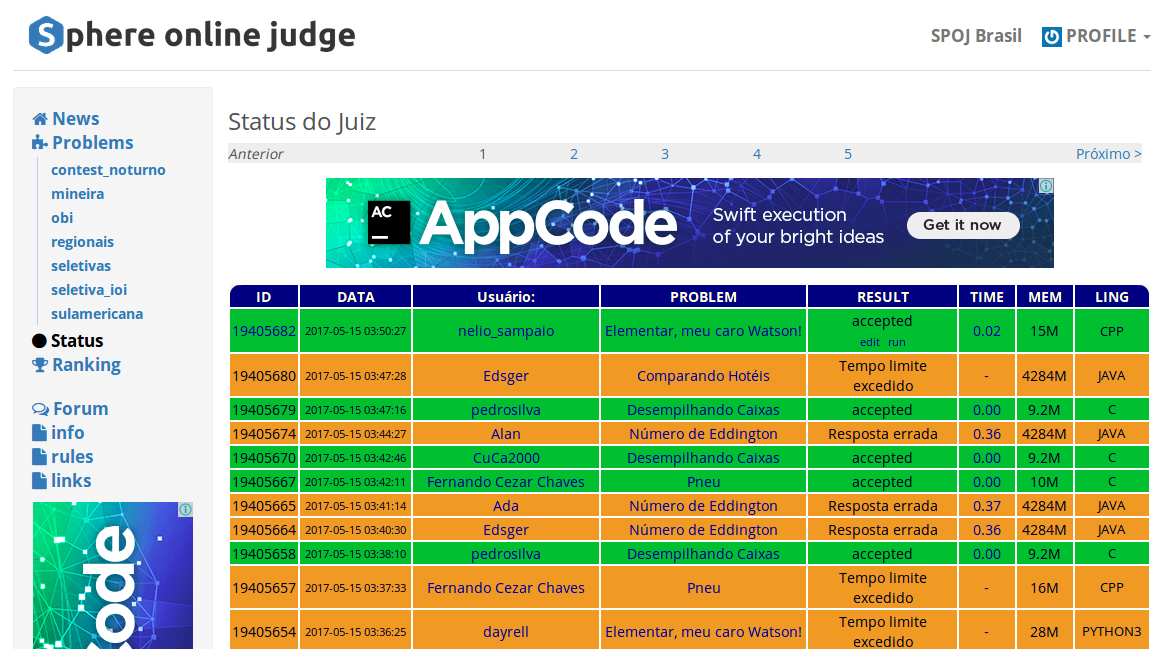 Sphere online judge
SPOJ Brasil PROFILE
News
Problems
contest_noturno
mineira
obi
regionais
seletivas
seletiva_ioi
sulamericana
Status
Ranking
Forum
info
rules
links
Code
Status do Juiz
Anterior 1 2 3 4 5 Próximo >
AC AppCode
Swift execution
of your bright ideas
Get it now
ID DATA Usuário: PROBLEM RESULT TIME MEM LING
19405682 2017-05-15 03:50:27 nelio_sampaio Elementar, meu caro Watson! accepted 0.02 15M CPP
edit run
19405680 2017-05-15 03:47:28 Edsger Comparando Hotéis Tempo limite - 4284M JAVA
excedido
19405679 2017-05-15 03:47:16 pedrosilva Desempilhando Caixas accepted 0.00 9.2M C
19405674 2017-05-15 03:44:27 Alan Número de Eddington Resposta errada 0.36 4284M JAVA
19405670 2017-05-15 03:42:46 CuCa2000 Desempilhando Caixas accepted 0.00 9.2M C
19405667 2017-05-15 03:42:11 Fernando Cezar Chaves Pneu accepted 0.00 10M C
19405665 2017-05-15 03:41:14 Ada Número de Eddington Resposta errada 0.37 4284M JAVA
19405664 2017-05-15 03:40:30 Edsger Número de Eddington Resposta errada 0.36 4284M JAVA
19405658 2017-05-15 03:38:10 pedrosilva Desempilhando Caixas accepted 0.00 9.2M C
19405657 2017-05-15 03:37:33 Fernando Cezar Chaves Pneu Tempo limite - 16M CPP
excedido
19405654 2017-05-15 03:36:25 dayrell Elementar, meu caro Watson! Tempo limite - 28M PYTHON3
excedido